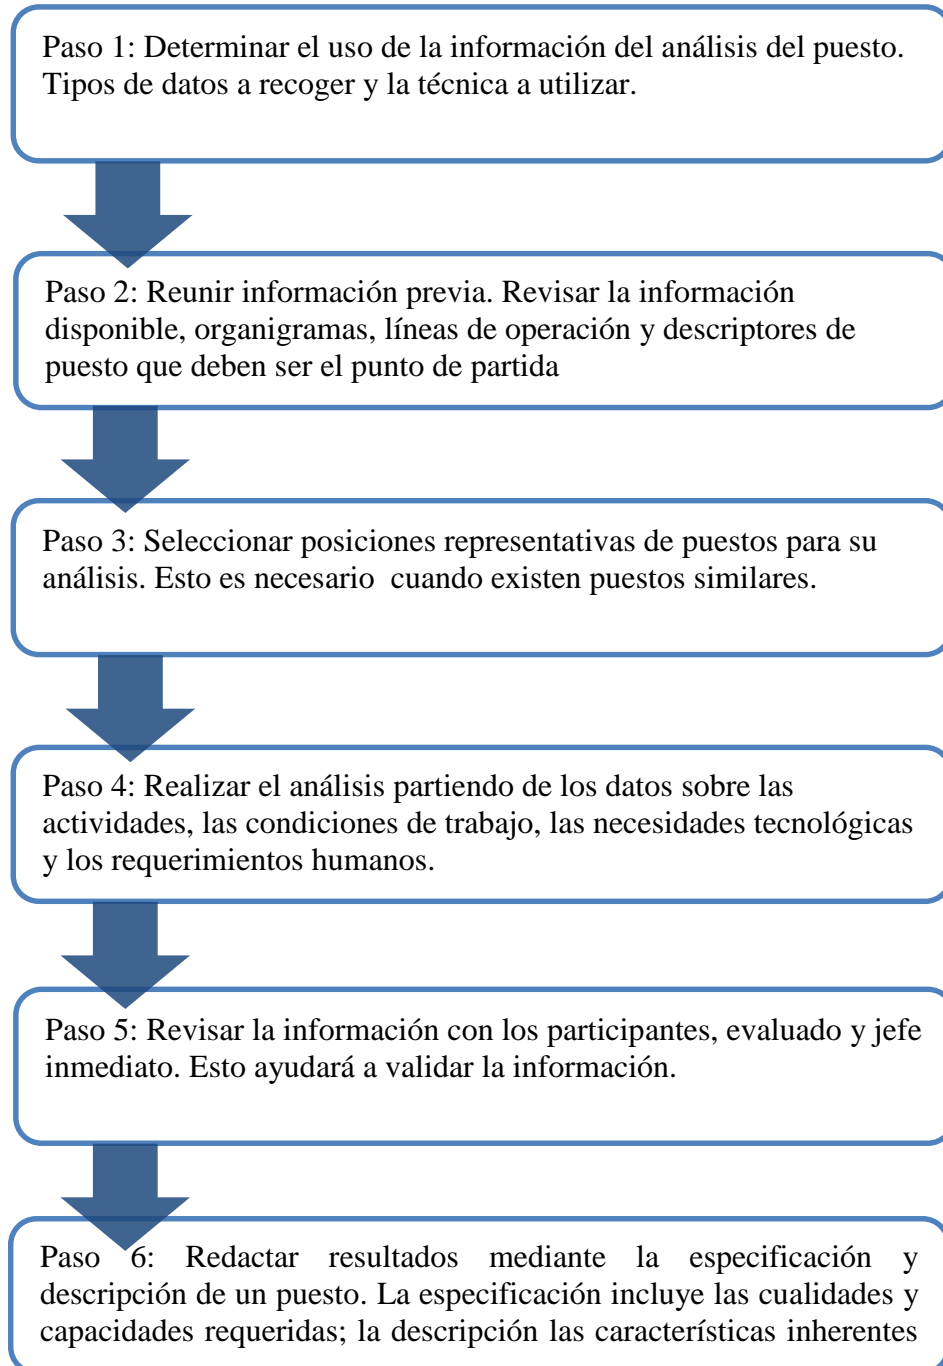 Paso 1: Determinar el uso de la información del análisis del puesto.
Tipos de datos a recoger y la técnica a utilizar.
Paso 2: Reunir información previa. Revisar la información
disponible, organigramas, líneas de operación y descriptores de
puesto que deben ser el punto de partida
Paso 3: Seleccionar posiciones representativas de puestos para su
análisis. Esto es necesario cuando existen puestos similares.
Paso 4: Realizar el análisis partiendo de los datos sobre las
actividades, las condiciones de trabajo, las necesidades tecnológicas
y los requerimientos humanos.
Paso 5: Revisar la información con los participantes, evaluado y jefe
inmediato. Esto ayudará a validar la información.
Paso 6: Redactar resultados mediante la especificación y
descripción de un puesto. La especificación incluye las cualidades y
capacidades requeridas; la descripción las características inherentes